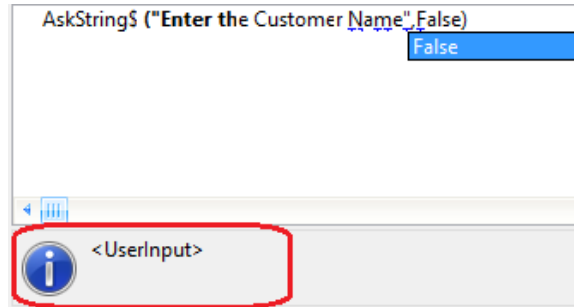 AskString$ ("Enter the Customer Name",False)
False
<UserInput>